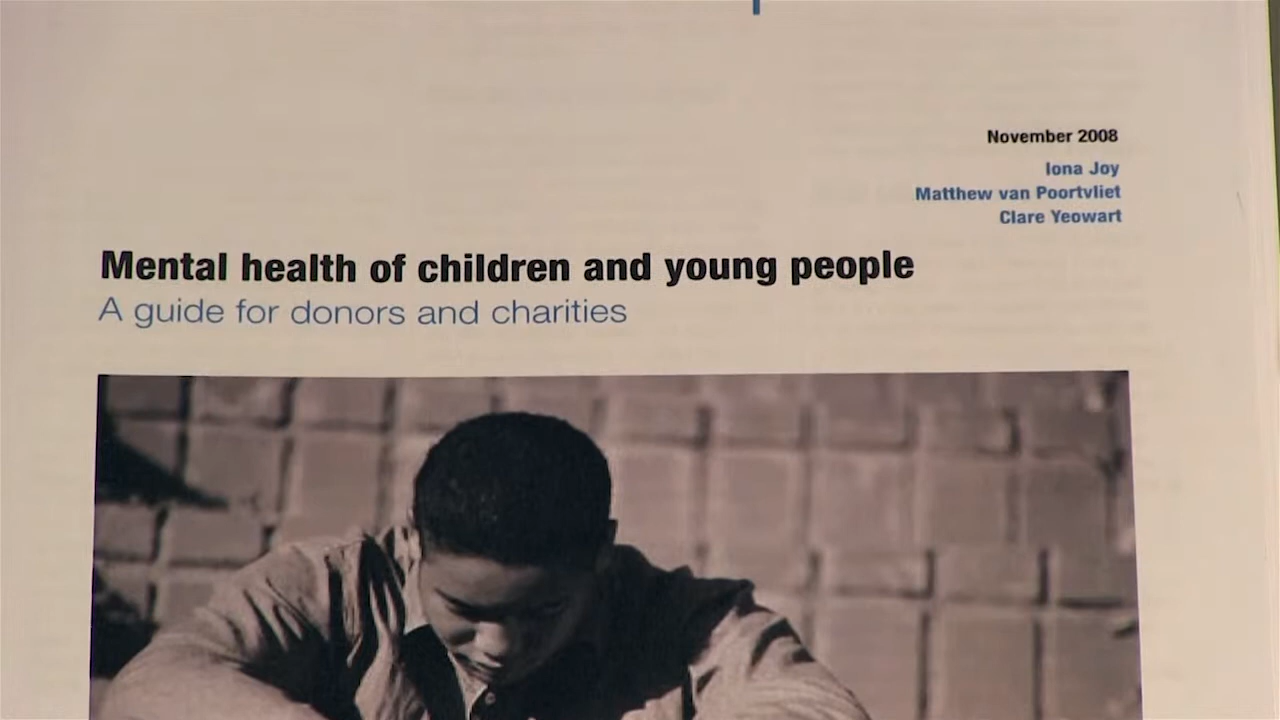 November 2008
Iona Joy
Matthew van Poortvliet
Clare Yeowart
Mental health of children and young people
A guide for donors and charities